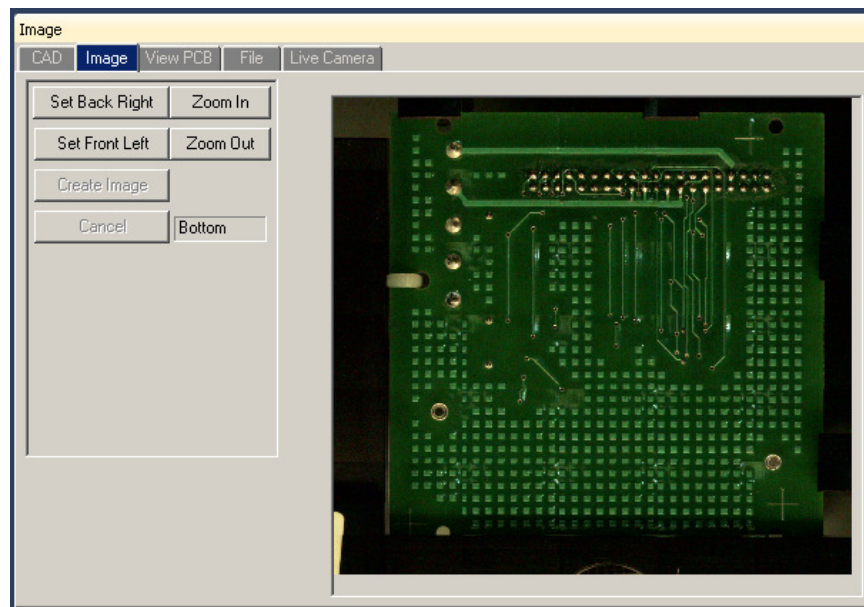 Image
CAD Image View PCB File Live Camera
Set Back Right Zoom In
Set Front Left Zoom Out
Create Image
Cancel Bottom